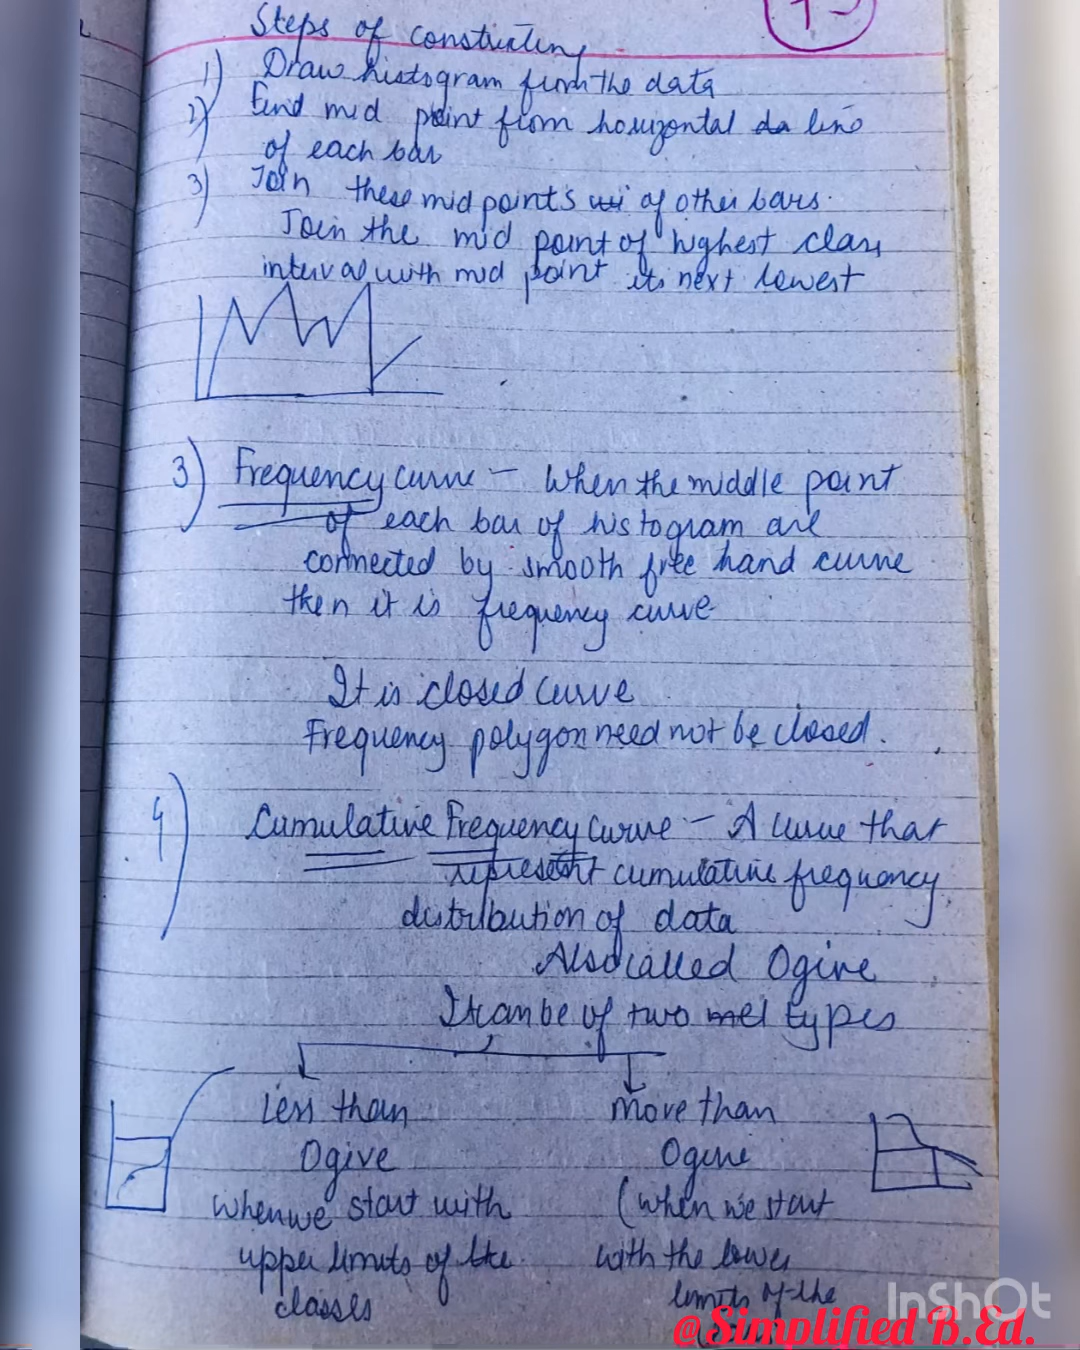 Steps of constructing
1) Draw histogram from the data
2) Find mid point from horizontal line
of each bar
3) Join these mid points of other bars.
Join the mid point of highest class
interval with mid point its next lowest
3) Frequency curve - When the middle point
of each bar of histogram are
connected by smooth free hand curve
then it is frequency curve
It is closed curve
Frequency polygon need not be closed.
4) Cumulative Frequency curve - A curve that
represent cumulative frequency
distribution of data
Also called Ogive
It can be of two types
Less than More than
Ogive Ogive
When we start with (when we start
upper limits of the with the lower
classes limits of the
InShOt
@Simplified B.Ed.